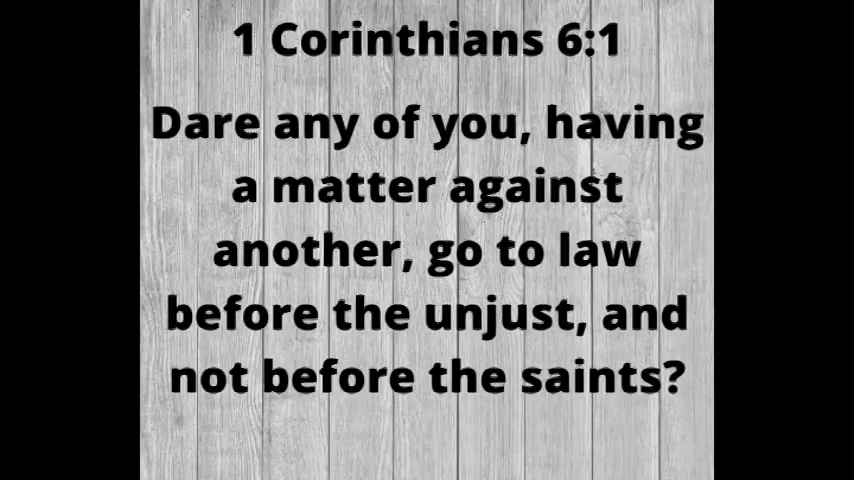 1 Corinthians 6:1
Dare any of you, having
a matter against
another, go to law
before the unjust, and
not before the saints?